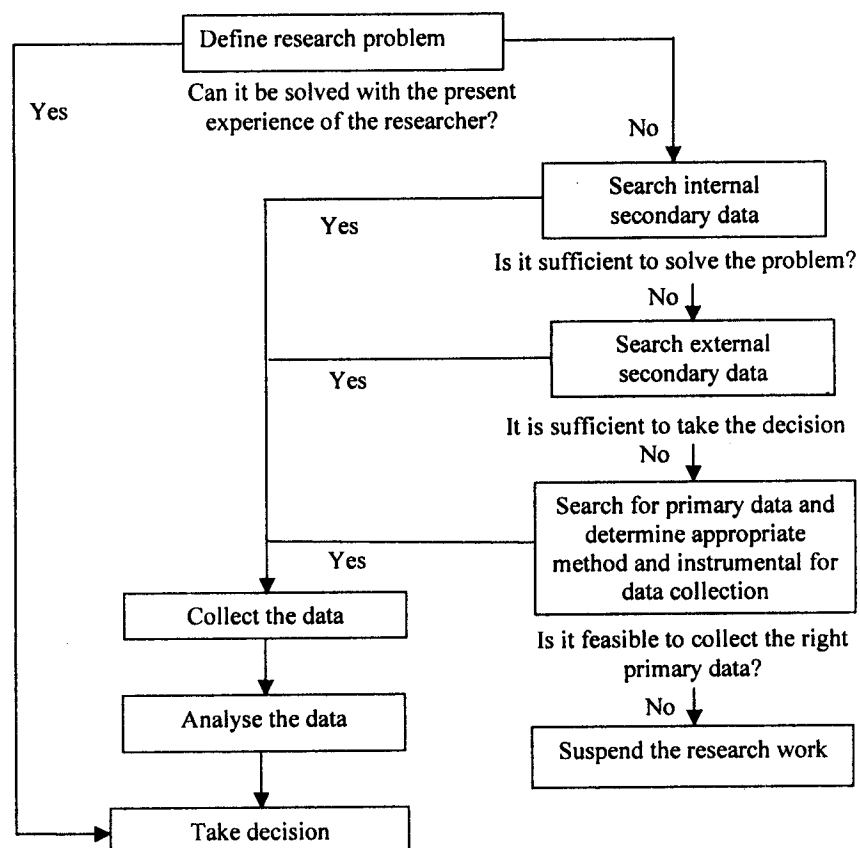 Define research problem
Yes
Can it be solved with the present
experience of the researcher?
No
Search internal
secondary data
Yes
Is it sufficient to solve the problem?
No
Search external
secondary data
Yes
It is sufficient to take the decision
No
Search for primary data and
determine appropriate
method and instrumental for
data collection
Yes
Collect the data
Is it feasible to collect the right
primary data?
No
Analyse the data
Suspend the research work
Take decision